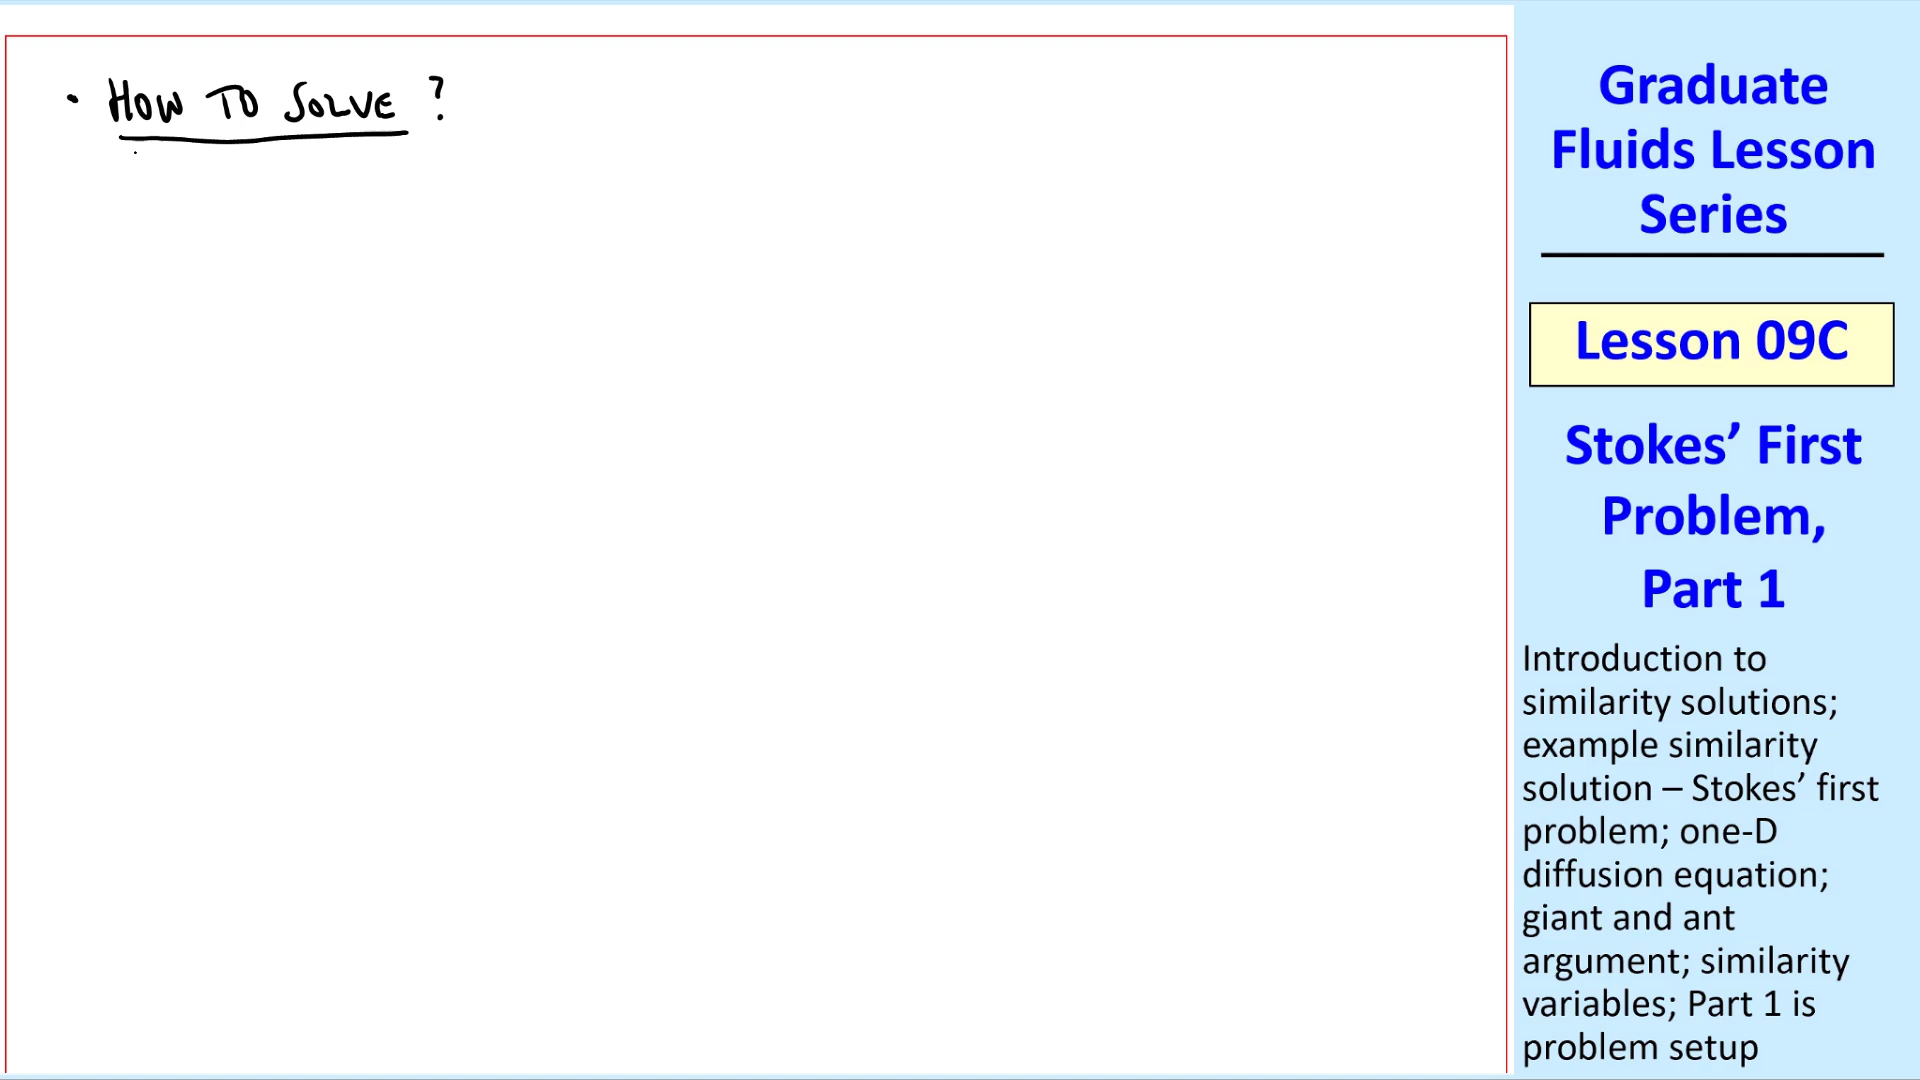 • HOW TO SOLVE ?
Graduate
Fluids Lesson
Series
Lesson 09C
Stokes’ First
Problem,
Part 1
Introduction to
similarity solutions;
example similarity
solution – Stokes’ first
problem; one-D
diffusion equation;
giant and ant
argument; similarity
variables; Part 1 is
problem setup